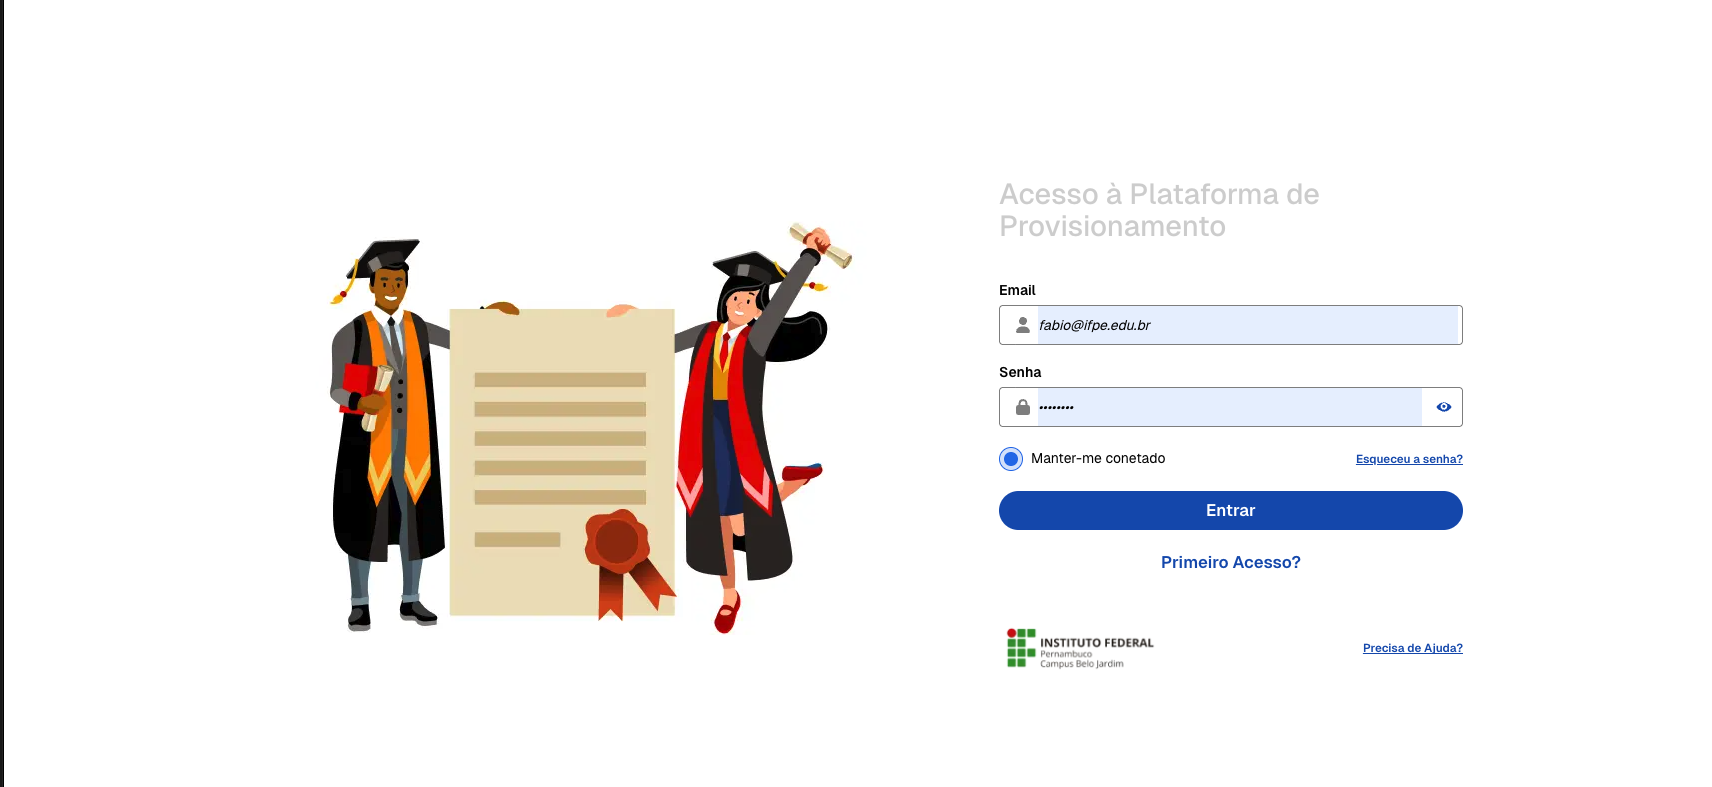 Acesso à Plataforma de
Provisionamento
Email
fabio@ifpe.edu.br
Senha
••••••••
Manter-me conetado
Esqueceu a senha?
Entrar
Primeiro Acesso?
INSTITUTO FEDERAL
Pernambuco
Campus Belo Jardim
Precisa de Ajuda?